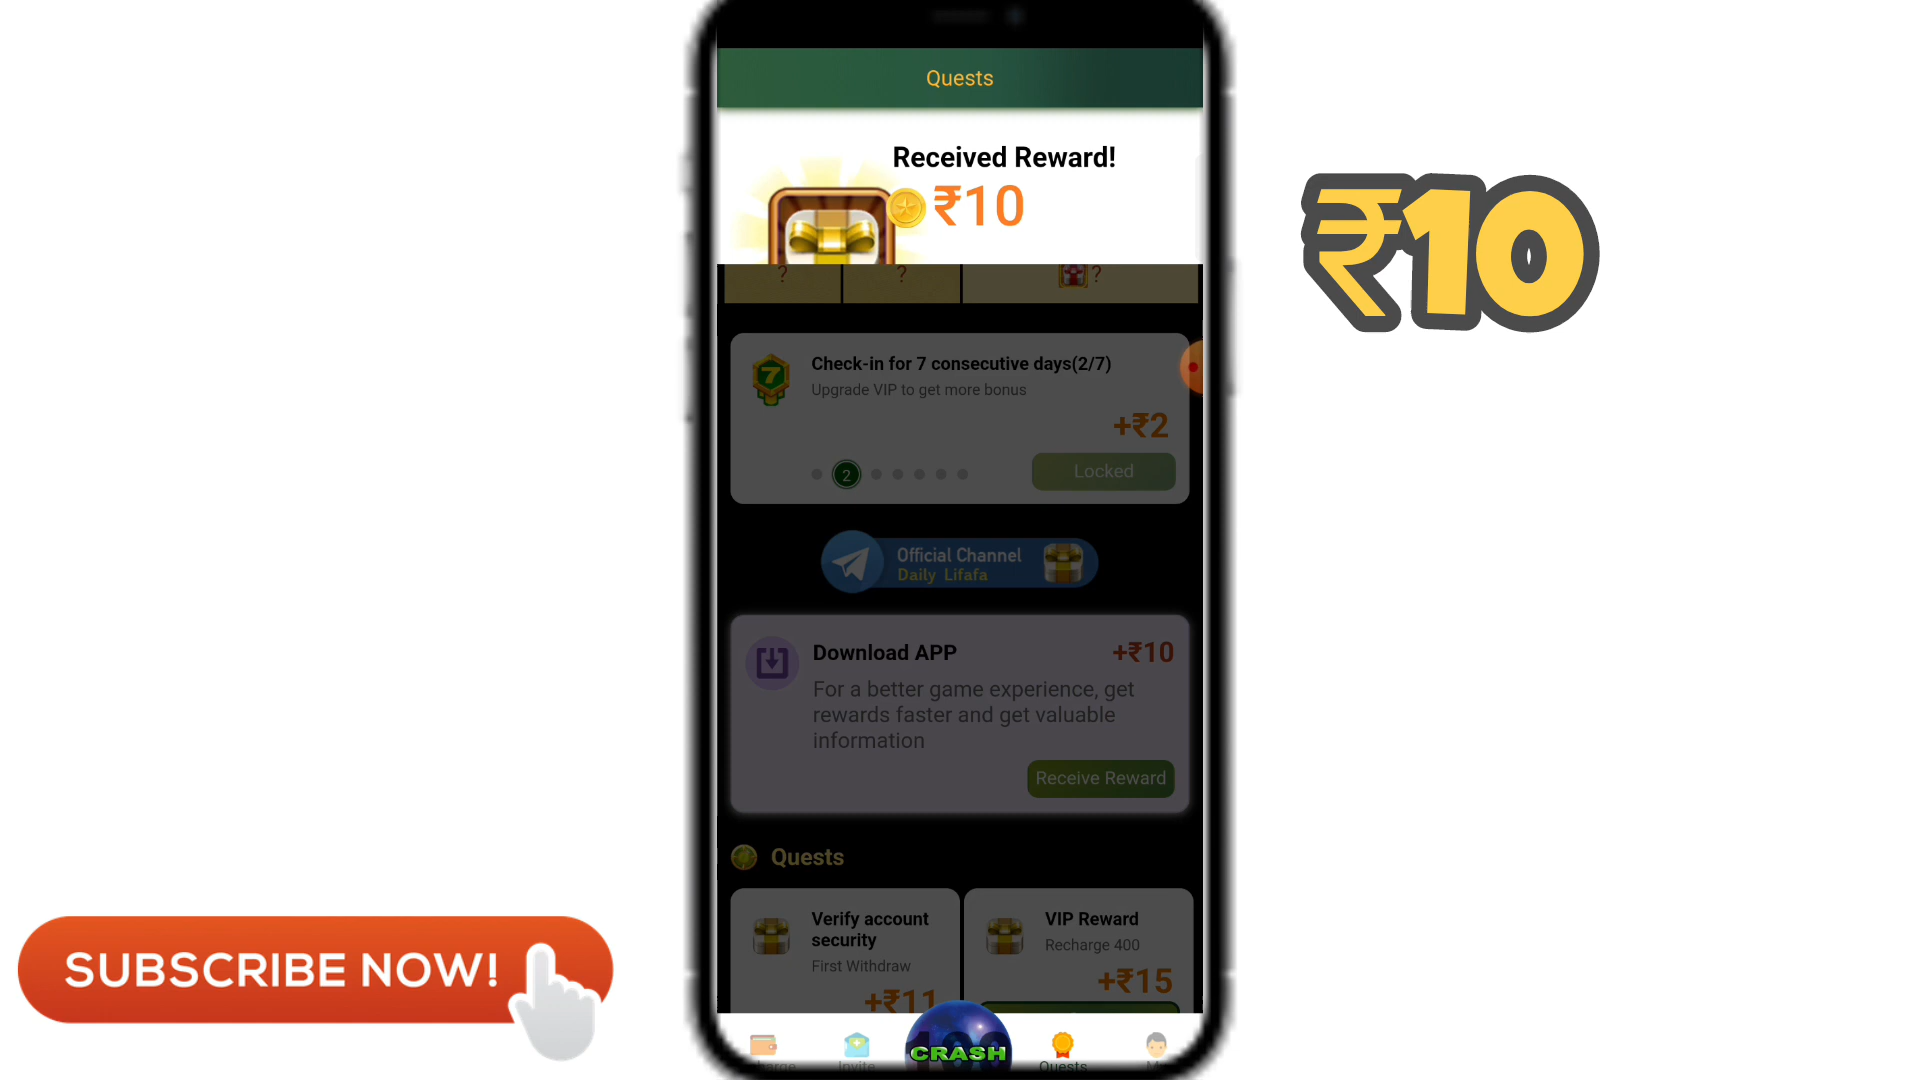 Quests
Received Reward!
₹10
₹10
?
?
?
7
Check-in for 7 consecutive days(2/7)
Upgrade VIP to get more bonus
+₹2
2
Locked
Official Channel
Daily Lifafa
Download APP
+₹10
For a better game experience, get
rewards faster and get valuable
information
Receive Reward
Quests
Verify account
security
First Withdraw
+₹11
VIP Reward
Recharge 400
+₹15
SUBSCRIBE NOW!
CRASH
Invite
Quests